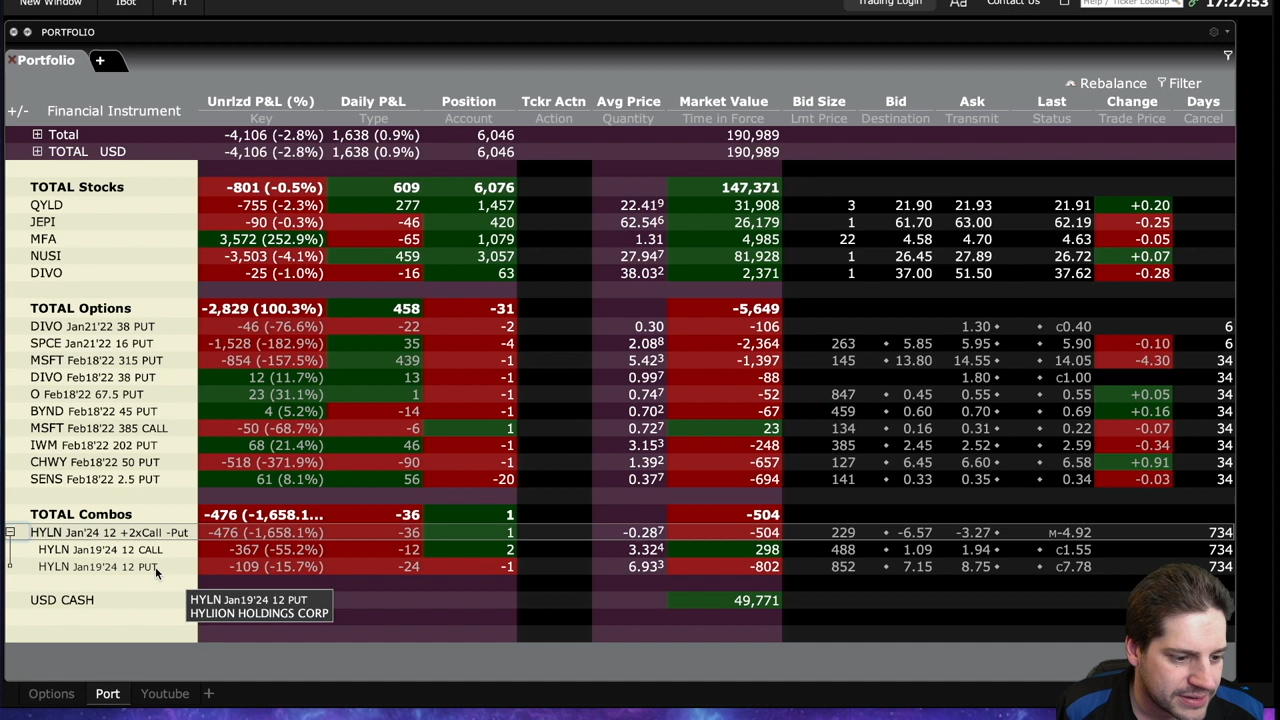 New Window IBot FYI Trading Login Aa Contact Us Help / Ticker Lookup 17:27:53
PORTFOLIO
Portfolio +
Rebalance Filter
+/- Financial Instrument Unrlzd P&L (%) Daily P&L Position Tckr Actn Avg Price Market Value Bid Size Bid Ask Last Change Days
Key Type Account Action Quantity Time in Force Lmt Price Destination Transmit Status Trade Price Cancel
Total -4,106 (-2.8%) 1,638 (0.9%) 6,046 190,989
TOTAL USD -4,106 (-2.8%) 1,638 (0.9%) 6,046 190,989
TOTAL Stocks -801 (-0.5%) 609 6,076 147,371
QYLD -755 (-2.3%) 277 1,457 22.41⁹ 31,908 3 21.90 21.93 21.91 +0.20
JEPI -90 (-0.3%) -46 420 62.54⁶ 26,179 1 61.70 63.00 62.19 -0.25
MFA 3,572 (252.9%) -65 1,079 1.31 4,985 22 4.58 4.70 4.63 -0.05
NUSI -3,503 (-4.1%) 459 3,057 27.94⁷ 81,928 1 26.45 27.89 26.72 +0.07
DIVO -25 (-1.0%) -16 63 38.03² 2,371 1 37.00 51.50 37.62 -0.28
TOTAL Options -2,829 (100.3%) 458 -31 -5,649
DIVO Jan21'22 38 PUT -46 (-76.6%) -22 -2 0.30 -106 1.30 c0.40 6
SPCE Jan21'22 16 PUT -1,528 (-182.9%) 35 -4 2.08⁸ -2,364 263 5.85 5.95 5.90 -0.10 6
MSFT Feb18'22 315 PUT -854 (-157.5%) 439 -1 5.42³ -1,397 145 13.80 14.55 14.05 -4.30 34
DIVO Feb18'22 38 PUT 12 (11.7%) 13 -1 0.99⁷ -88 1.80 c1.00 34
O Feb18'22 67.5 PUT 23 (31.1%) 1 -1 0.74⁷ -52 847 0.45 0.55 0.55 +0.05 34
BYND Feb18'22 45 PUT 4 (5.2%) -14 -1 0.70² -67 459 0.60 0.70 0.69 +0.16 34
MSFT Feb18'22 385 CALL -50 (-68.7%) -6 1 0.72⁷ 23 134 0.16 0.31 0.22 -0.07 34
IWM Feb18'22 202 PUT 68 (21.4%) 46 -1 3.15³ -248 385 2.45 2.52 2.59 -0.34 34
CHWY Feb18'22 50 PUT -518 (-371.9%) -90 -1 1.39² -657 127 6.45 6.60 6.58 +0.91 34
SENS Feb18'22 2.5 PUT 61 (8.1%) 56 -20 0.37⁷ -694 141 0.33 0.35 0.34 -0.03 34
TOTAL Combos -476 (-1,658.1... -36 1 -504
HYLN Jan'24 12 +2xCall -Put -476 (-1,658.1%) -36 1 -0.28⁷ -504 229 -6.57 -3.27 M-4.92 734
HYLN Jan19'24 12 CALL -367 (-55.2%) -12 2 3.32⁴ 298 488 1.09 1.94 c1.55 734
HYLN Jan19'24 12 PUT -109 (-15.7%) -24 -1 6.93³ -802 852 7.15 8.75 c7.78 734
USD CASH 49,771
HYLN Jan19'24 12 PUT
HYLIION HOLDINGS CORP
Options Port Youtube +